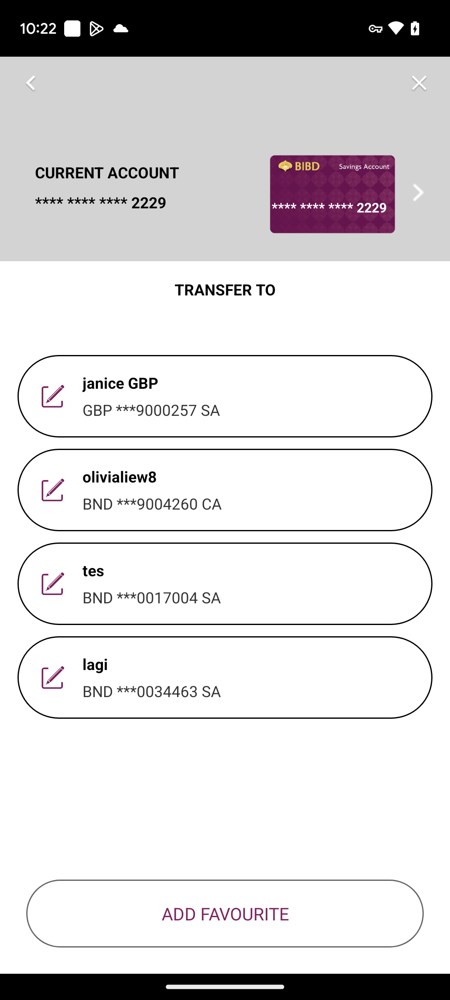 10:22
CURRENT ACCOUNT
**** **** **** 2229
BIBD Savings Account
**** **** **** 2229
TRANSFER TO
janice GBP
GBP ***9000257 SA
olivialiew8
BND ***9004260 CA
tes
BND ***0017004 SA
lagi
BND ***0034463 SA
ADD FAVOURITE